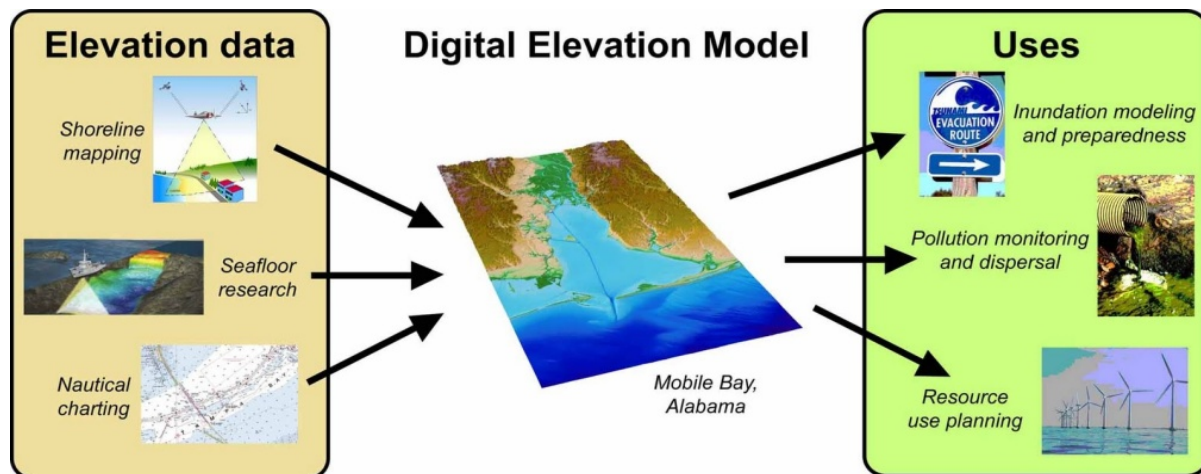 Elevation data
Digital Elevation Model
Uses
Shoreline
mapping
Seafloor
research
Nautical
charting
Mobile Bay,
Alabama
TSUNAMI
EVACUATION
ROUTE
Inundation modeling
and preparedness
Pollution monitoring
and dispersal
Resource
use planning